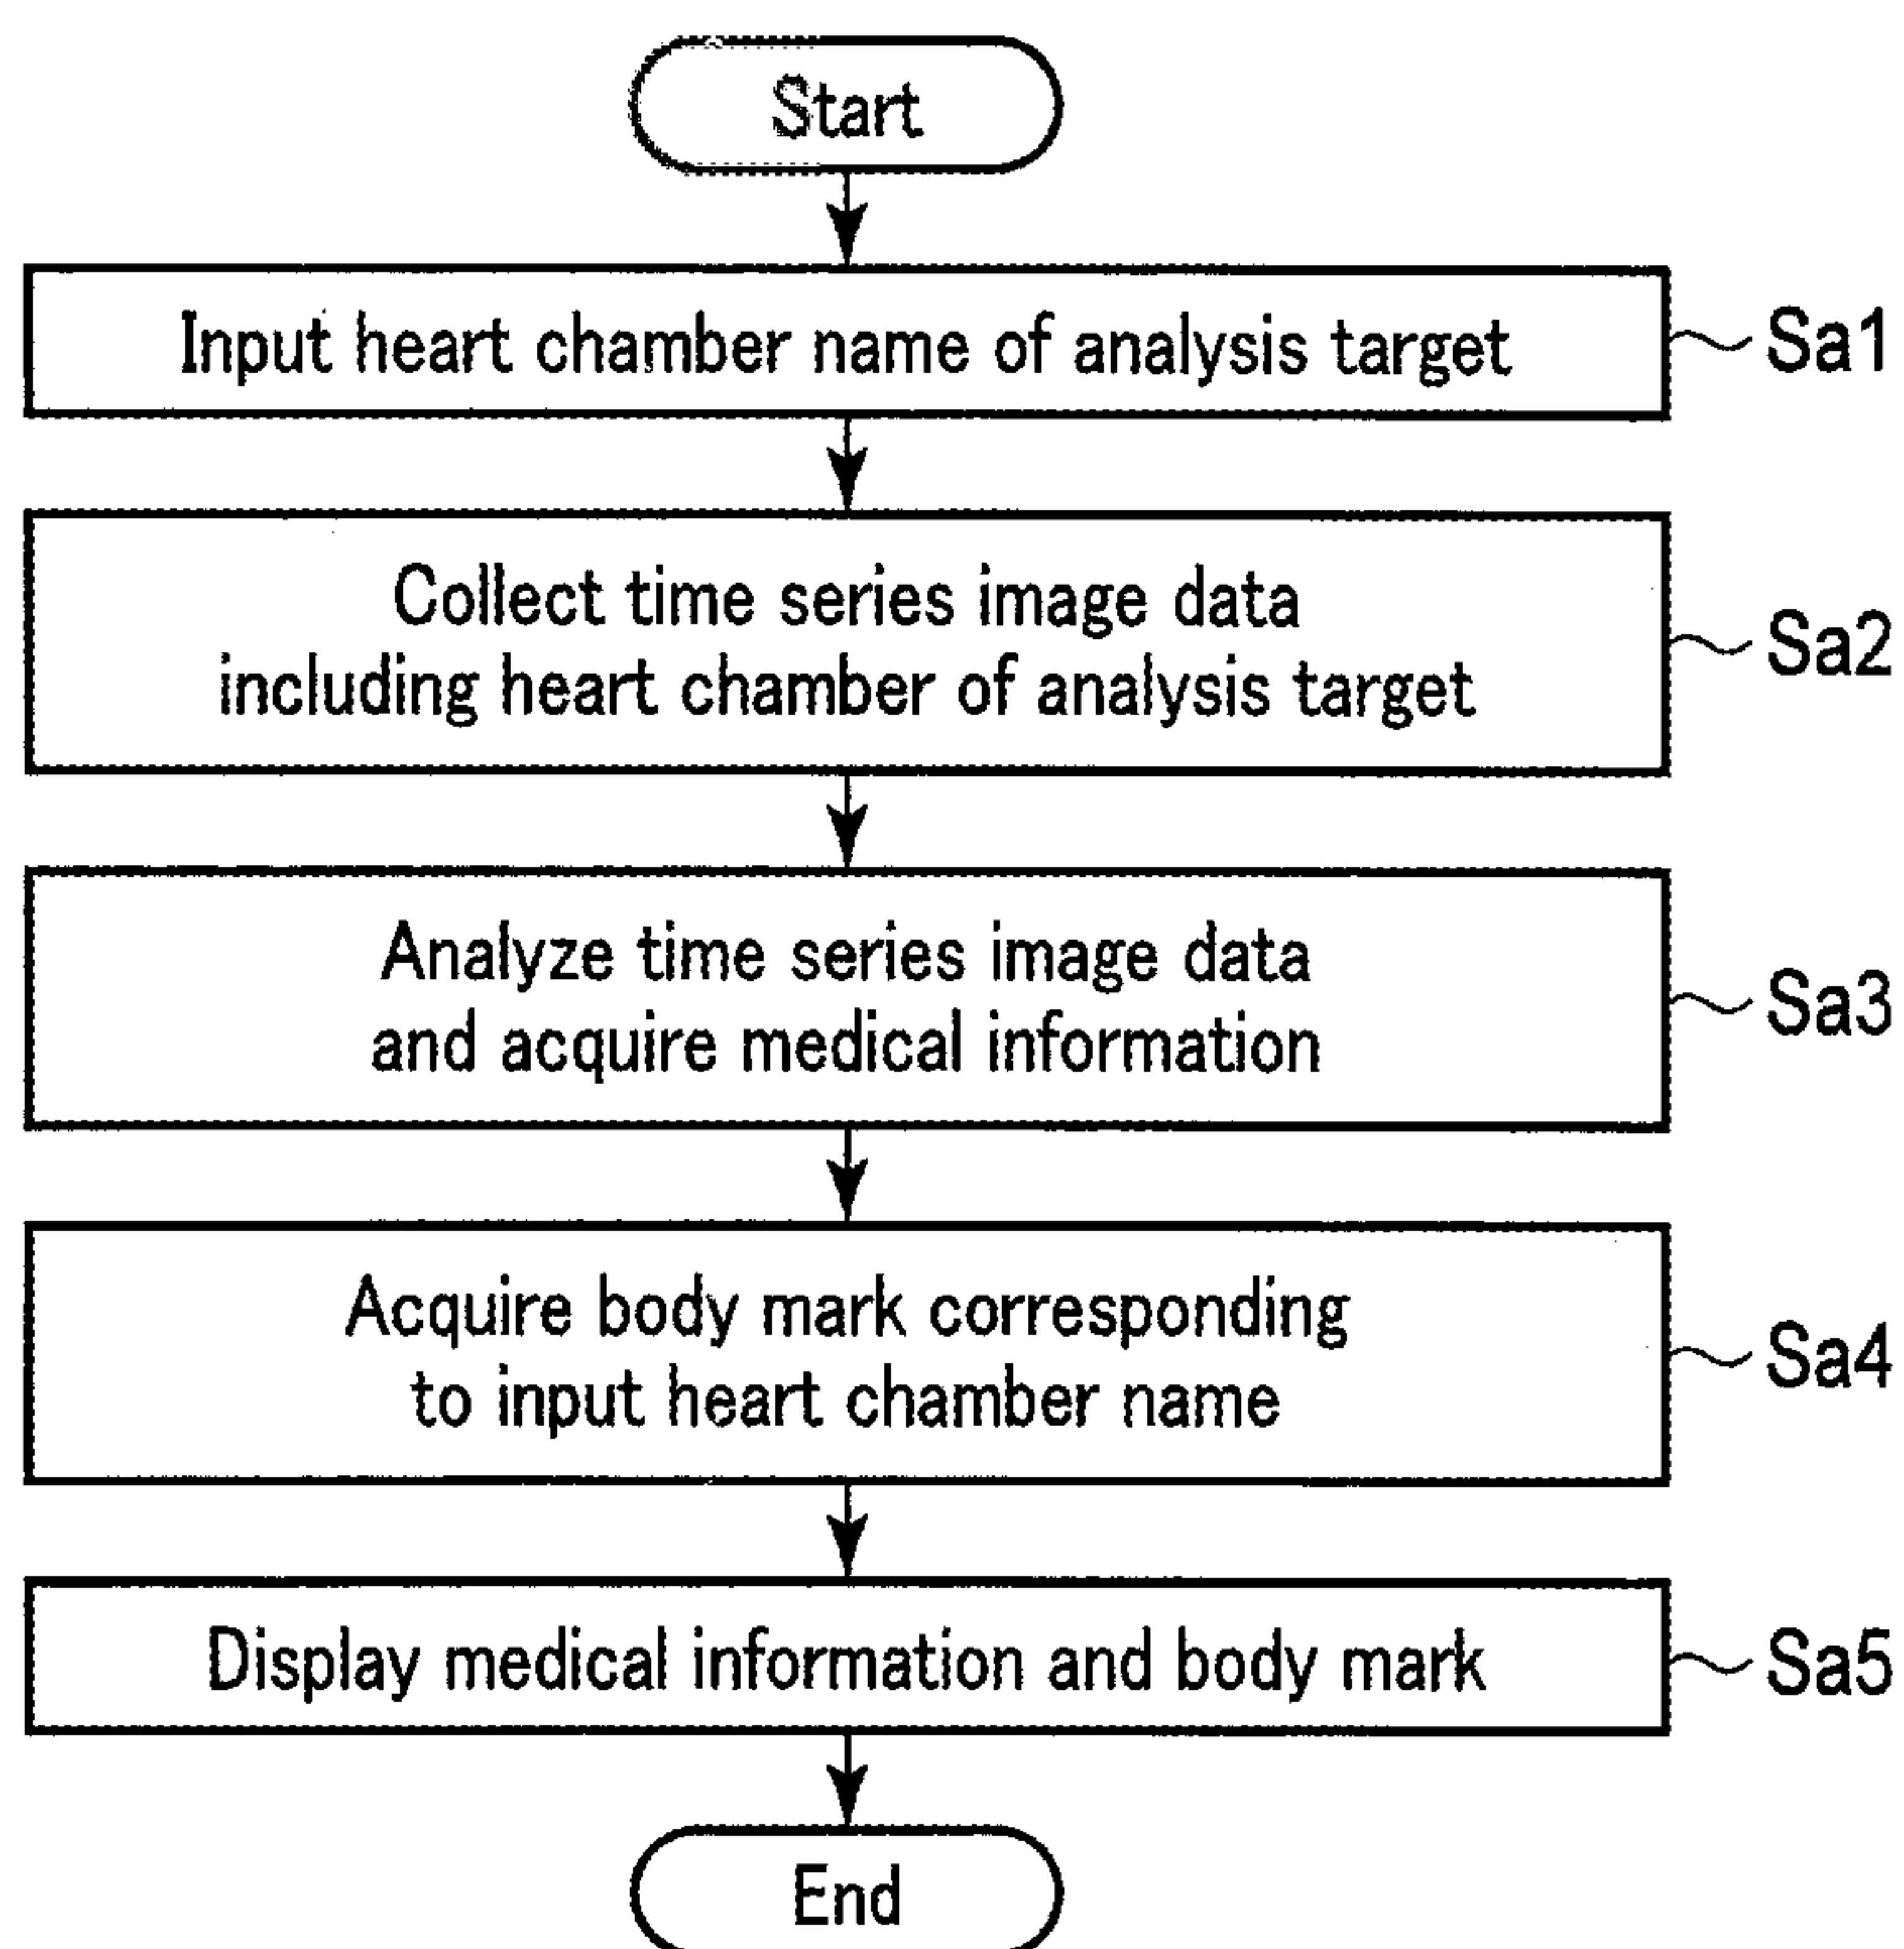 Start
Input heart chamber name of analysis target
Sa1
Collect time series image data
including heart chamber of analysis target
Sa2
Analyze time series image data
and acquire medical information
Sa3
Acquire body mark corresponding
to input heart chamber name
Sa4
Display medical information and body mark
Sa5
End